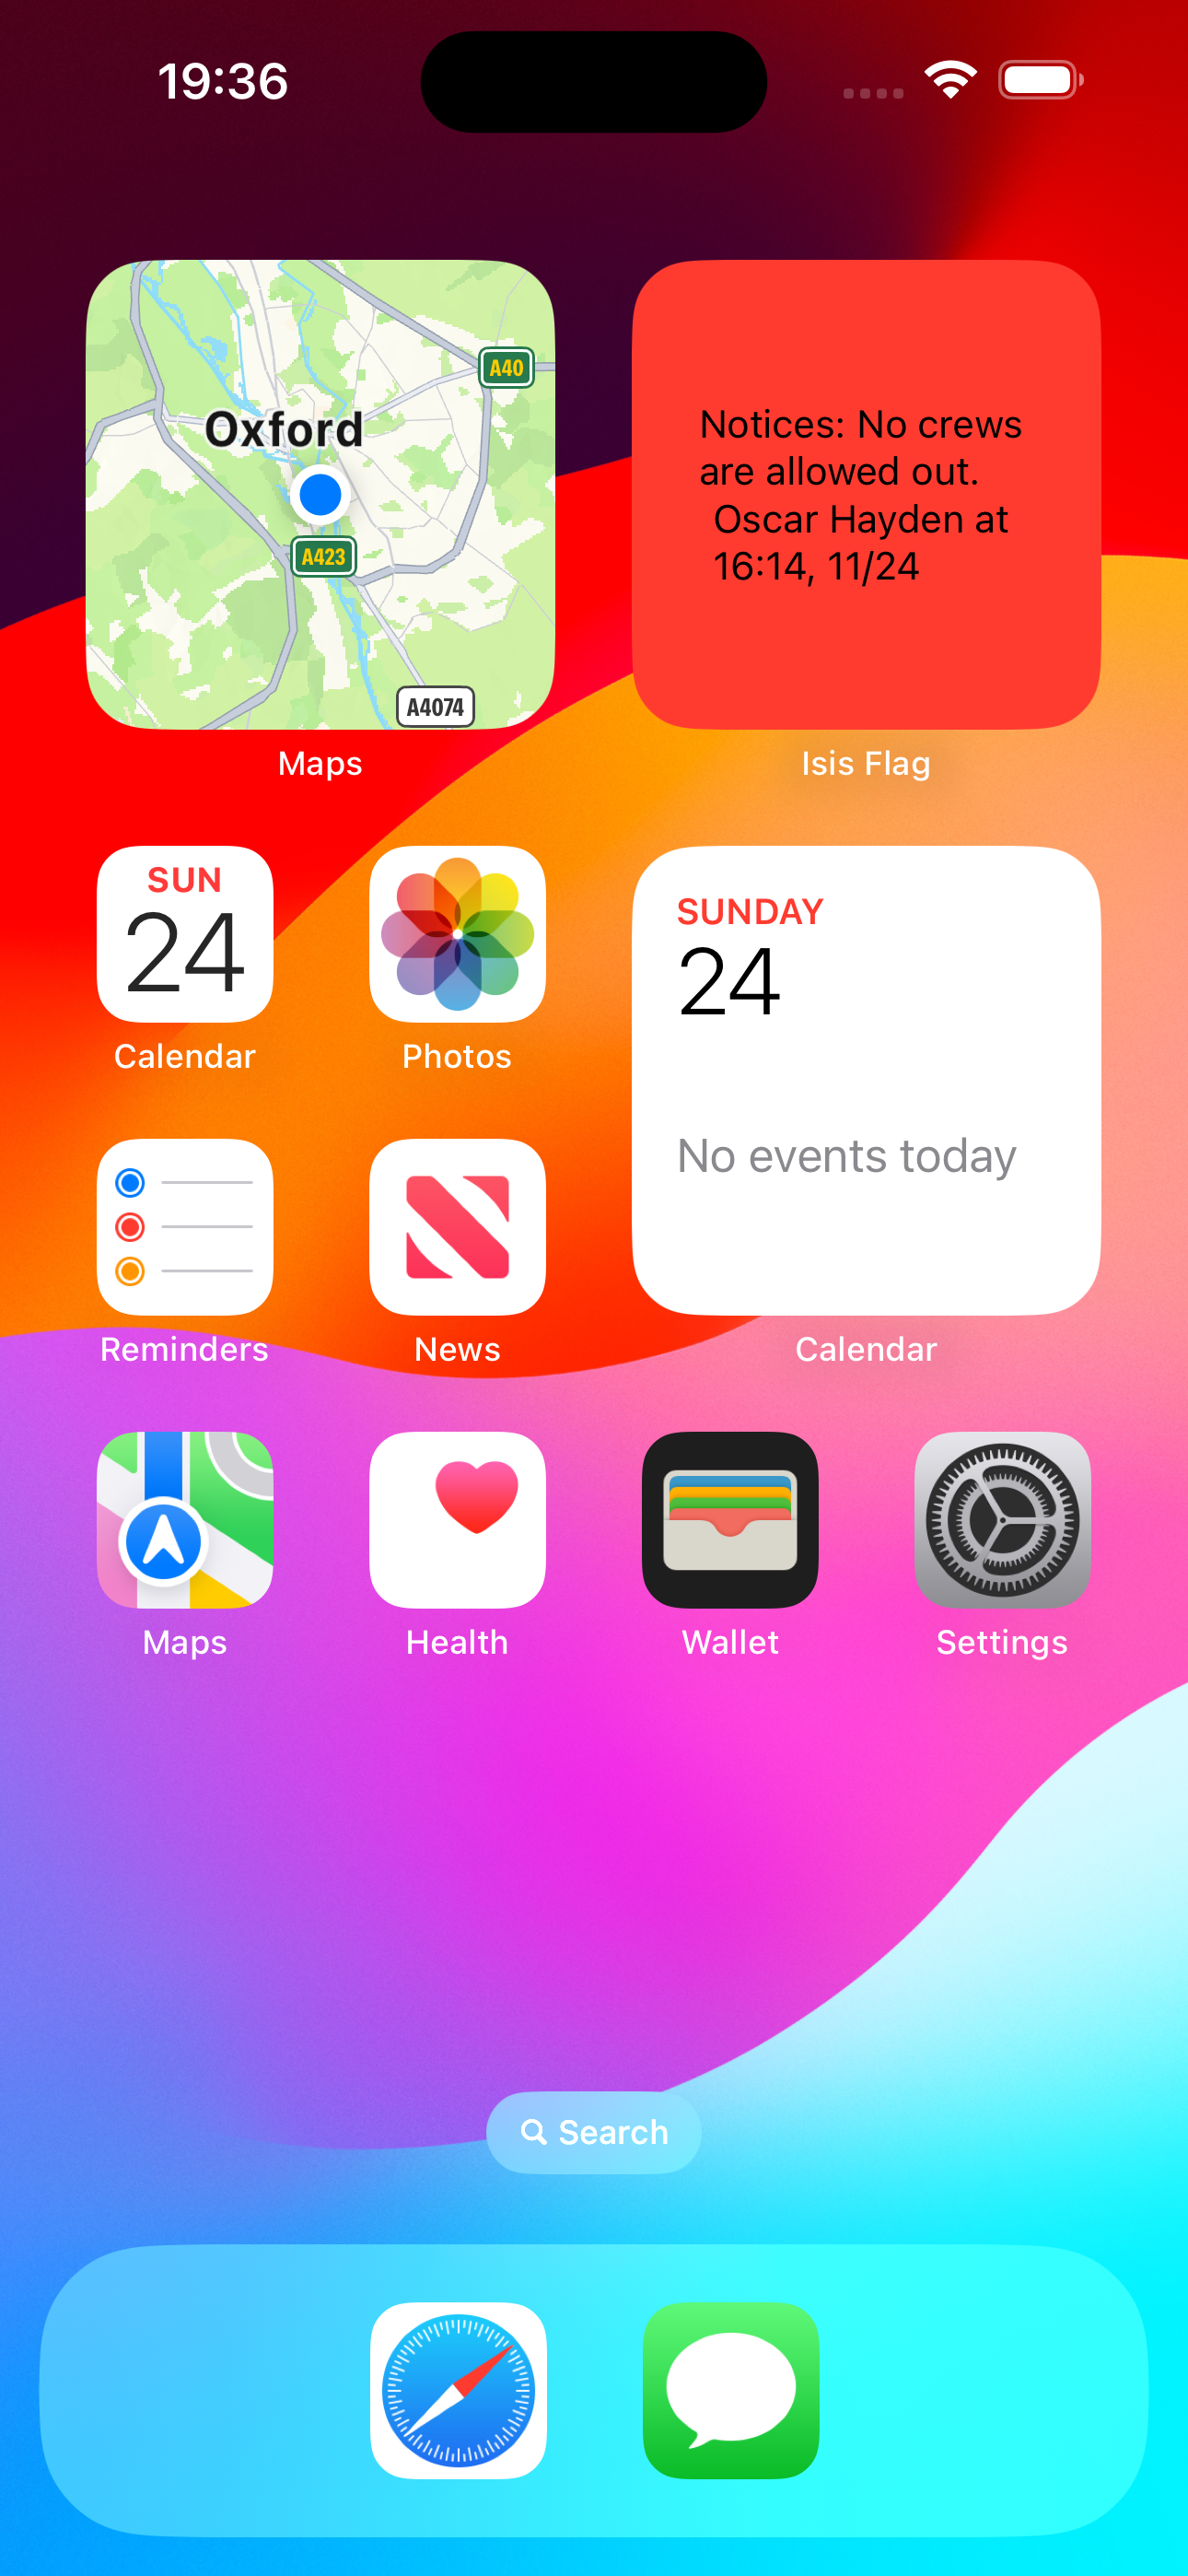 19:36
Oxford
A40
A423
A4074
Maps
Notices: No crews
are allowed out.
Oscar Hayden at
16:14, 11/24
Isis Flag
SUN
24
Calendar
Photos
SUNDAY
24
No events today
Calendar
Reminders
News
Maps
Health
Wallet
Settings
Search